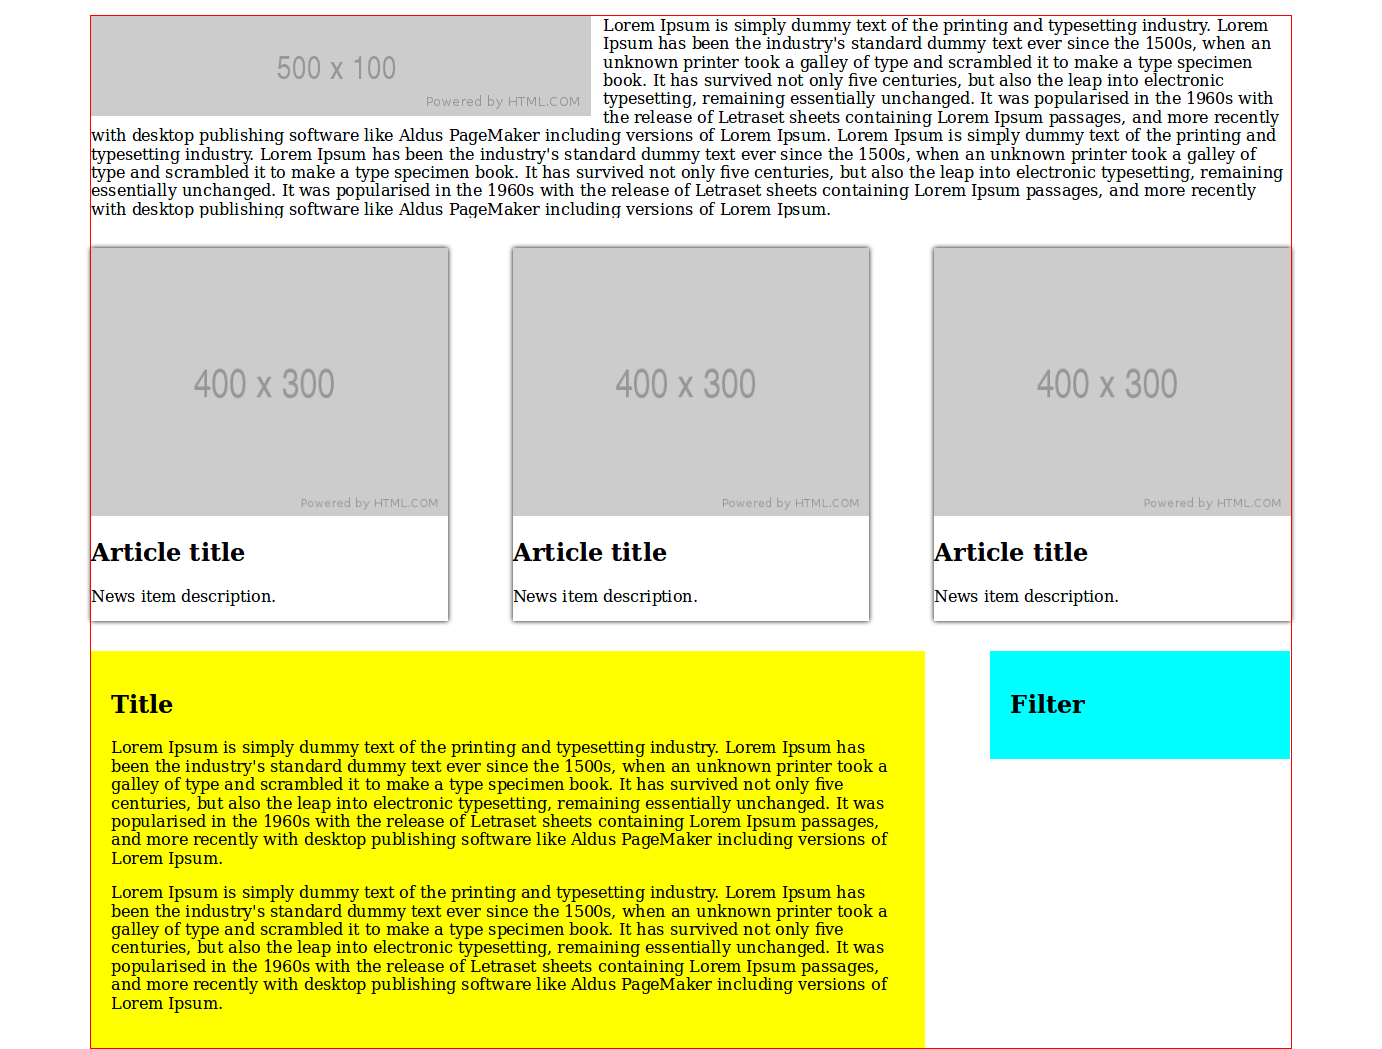 500 x 100
Powered by HTML.COM
Lorem Ipsum is simply dummy text of the printing and typesetting industry. Lorem
Ipsum has been the industry's standard dummy text ever since the 1500s, when an
unknown printer took a galley of type and scrambled it to make a type specimen
book. It has survived not only five centuries, but also the leap into electronic
typesetting, remaining essentially unchanged. It was popularised in the 1960s with
the release of Letraset sheets containing Lorem Ipsum passages, and more recently
with desktop publishing software like Aldus PageMaker including versions of Lorem Ipsum. Lorem Ipsum is simply dummy text of the printing and
typesetting industry. Lorem Ipsum has been the industry's standard dummy text ever since the 1500s, when an unknown printer took a galley of
type and scrambled it to make a type specimen book. It has survived not only five centuries, but also the leap into electronic typesetting, remaining
essentially unchanged. It was popularised in the 1960s with the release of Letraset sheets containing Lorem Ipsum passages, and more recently
with desktop publishing software like Aldus PageMaker including versions of Lorem Ipsum.
400 x 300
Powered by HTML.COM
Article title
News item description.
400 x 300
Powered by HTML.COM
Article title
News item description.
400 x 300
Powered by HTML.COM
Article title
News item description.
Title
Lorem Ipsum is simply dummy text of the printing and typesetting industry. Lorem Ipsum has
been the industry's standard dummy text ever since the 1500s, when an unknown printer took a
galley of type and scrambled it to make a type specimen book. It has survived not only five
centuries, but also the leap into electronic typesetting, remaining essentially unchanged. It was
popularised in the 1960s with the release of Letraset sheets containing Lorem Ipsum passages,
and more recently with desktop publishing software like Aldus PageMaker including versions of
Lorem Ipsum.
Lorem Ipsum is simply dummy text of the printing and typesetting industry. Lorem Ipsum has
been the industry's standard dummy text ever since the 1500s, when an unknown printer took a
galley of type and scrambled it to make a type specimen book. It has survived not only five
centuries, but also the leap into electronic typesetting, remaining essentially unchanged. It was
popularised in the 1960s with the release of Letraset sheets containing Lorem Ipsum passages,
and more recently with desktop publishing software like Aldus PageMaker including versions of
Lorem Ipsum.
Filter